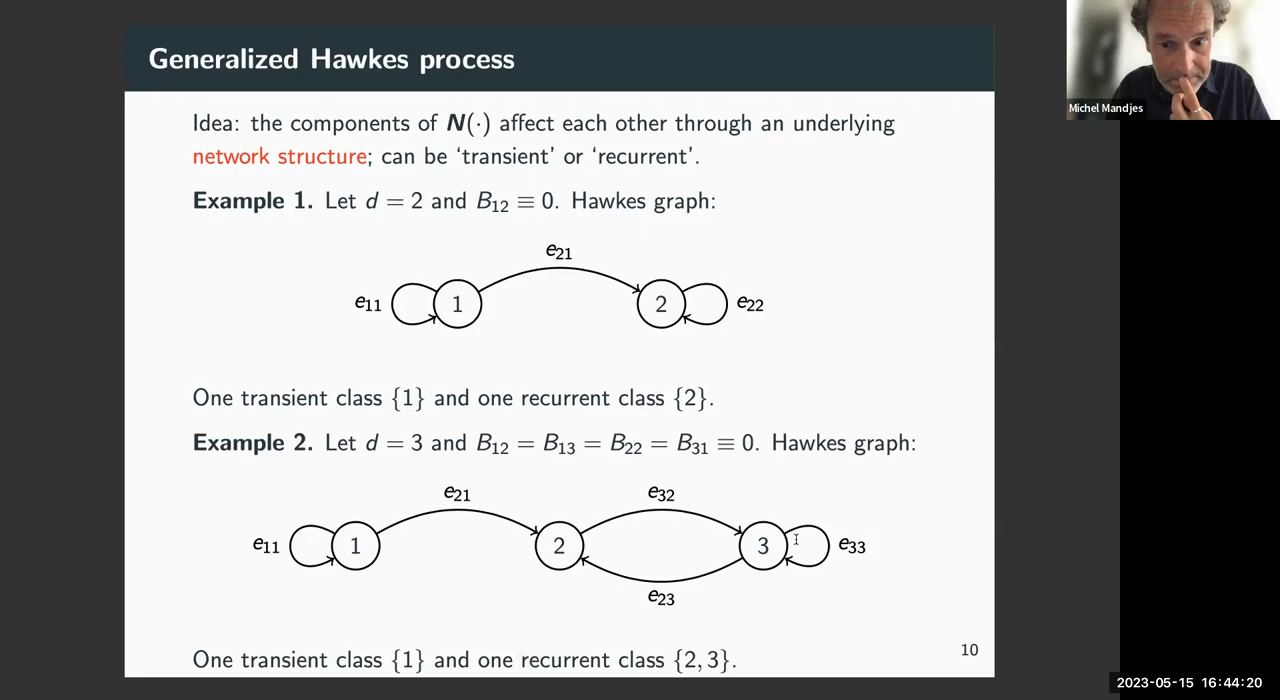 Generalized Hawkes process
Idea: the components of N(·) affect each other through an underlying
network structure; can be ‘transient’ or ‘recurrent’.
Example 1. Let d = 2 and B₁₂ ≡ 0. Hawkes graph:
e₂₁
e₁₁ 1 2 e₂₂
One transient class {1} and one recurrent class {2}.
Example 2. Let d = 3 and B₁₂ = B₁₃ = B₂₂ = B₃₁ ≡ 0. Hawkes graph:
e₂₁ e₃₂
e₁₁ 1 2 3 e₃₃
e₂₃
One transient class {1} and one recurrent class {2, 3}.
10
Michel Mandjes
2023-05-15 16:44:20